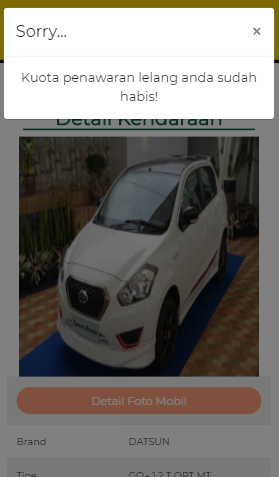 Sorry...
×
Kuota penawaran lelang anda sudah
habis!
Detail Kendaraan
Detail Foto Mobil
Brand DATSUN
Tipe GO+ 1.2 T OPT MT